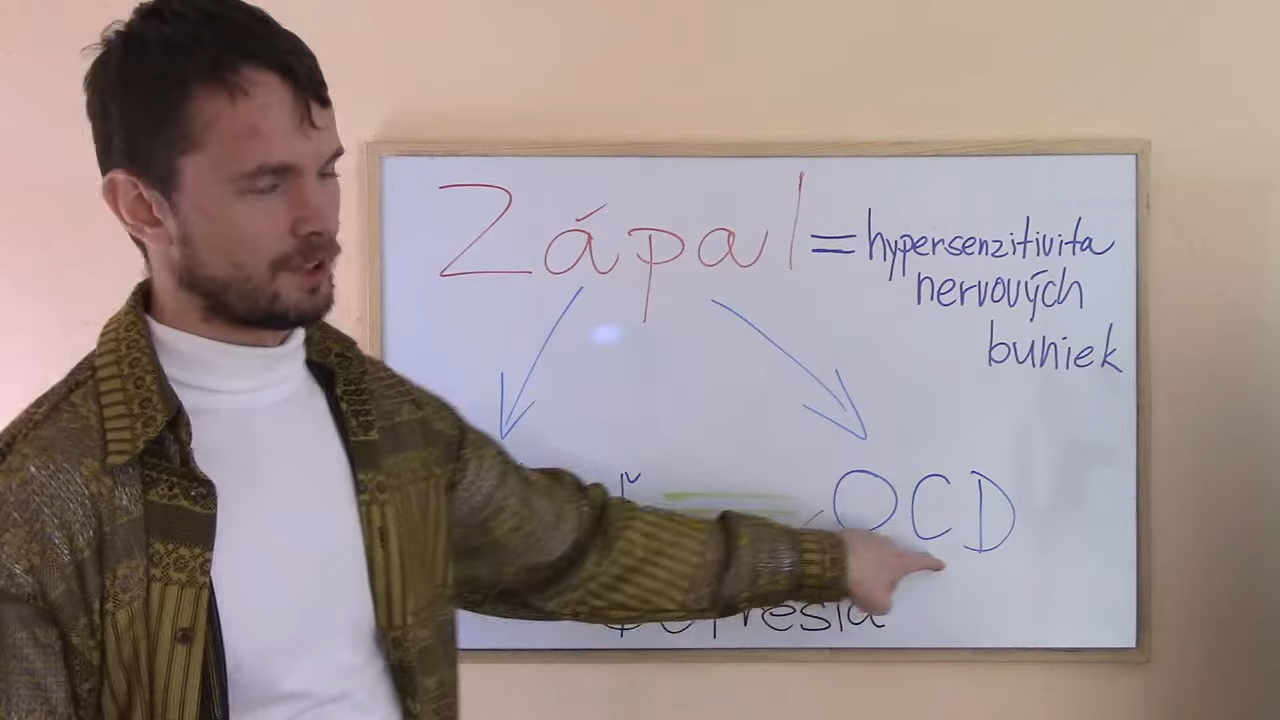 Zápal = hypersenzitivita
nervových
buniek
OCD